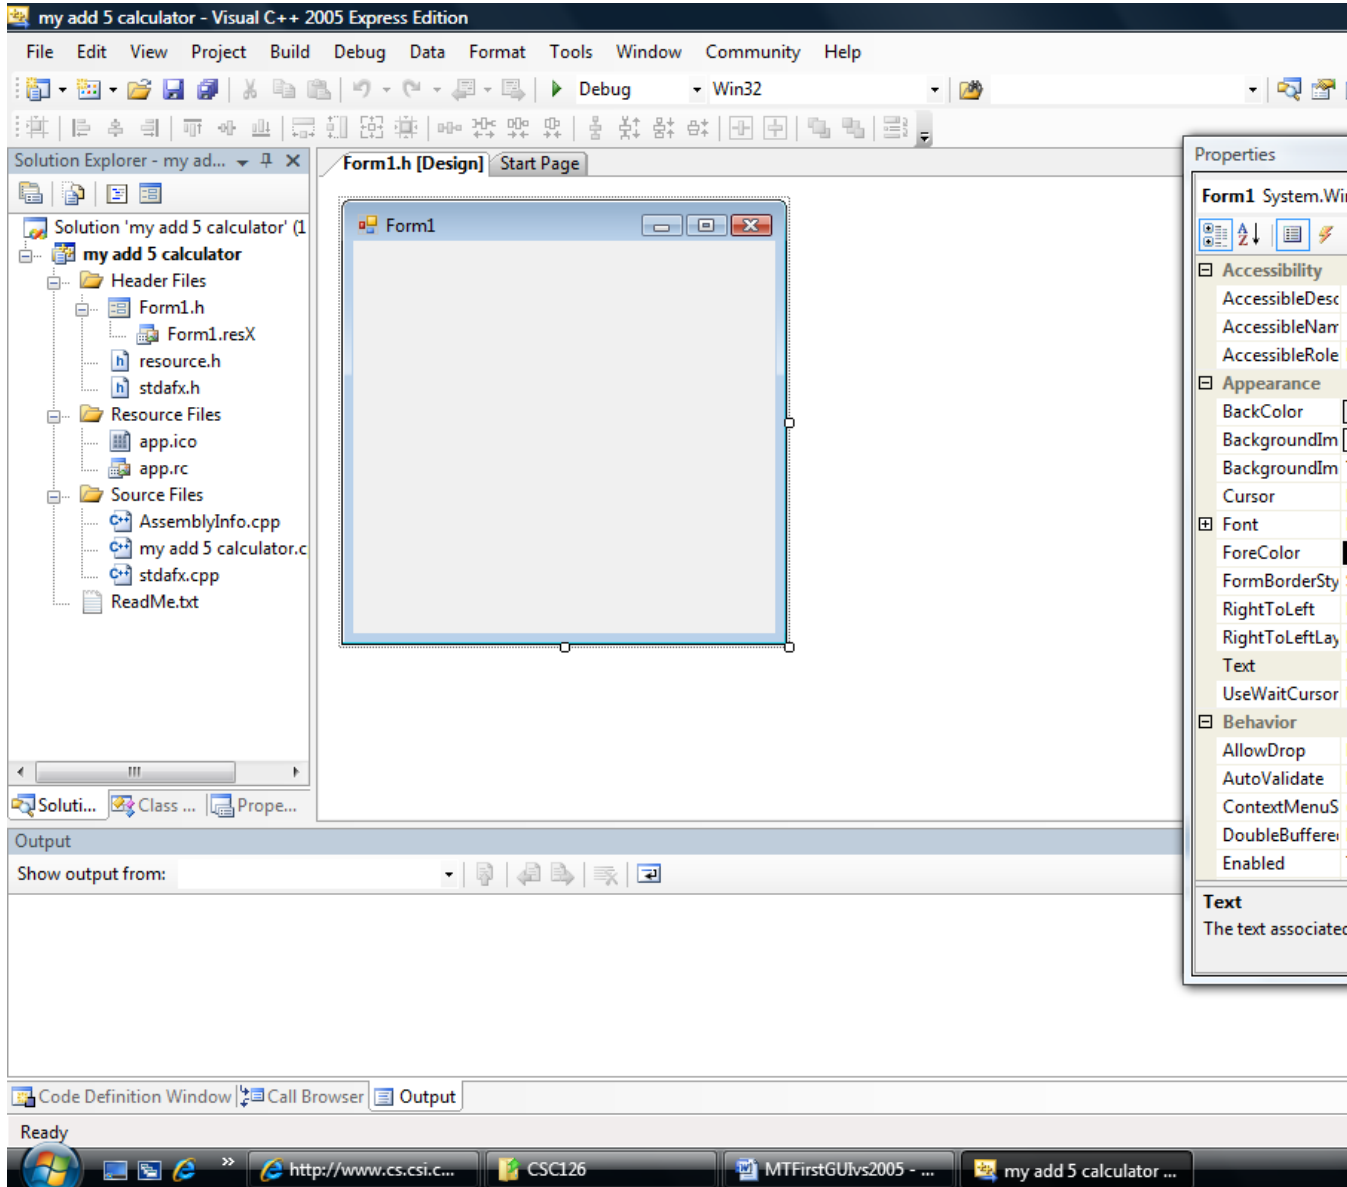 my add 5 calculator - Visual C++ 2005 Express Edition
File Edit View Project Build Debug Data Format Tools Window Community Help
Debug Win32
Solution Explorer - my ad...
Form1.h [Design] Start Page
Solution 'my add 5 calculator' (1
my add 5 calculator
Header Files
Form1.h
Form1.resX
resource.h
stdafx.h
Resource Files
app.ico
app.rc
Source Files
AssemblyInfo.cpp
my add 5 calculator.c
stdafx.cpp
ReadMe.txt
Soluti... Class ... Prope...
Form1
Properties
Form1 System.Wi
Accessibility
AccessibleDesc
AccessibleNam
AccessibleRole
Appearance
BackColor
BackgroundIm
BackgroundIm
Cursor
Font
ForeColor
FormBorderSty
RightToLeft
RightToLeftLay
Text
UseWaitCursor
Behavior
AllowDrop
AutoValidate
ContextMenuS
DoubleBuffere
Enabled
Text
The text associated
Output
Show output from:
Code Definition Window Call Browser Output
Ready
http://www.cs.csi.c... CSC126 MTFirstGUIvs2005 - ... my add 5 calculator ...